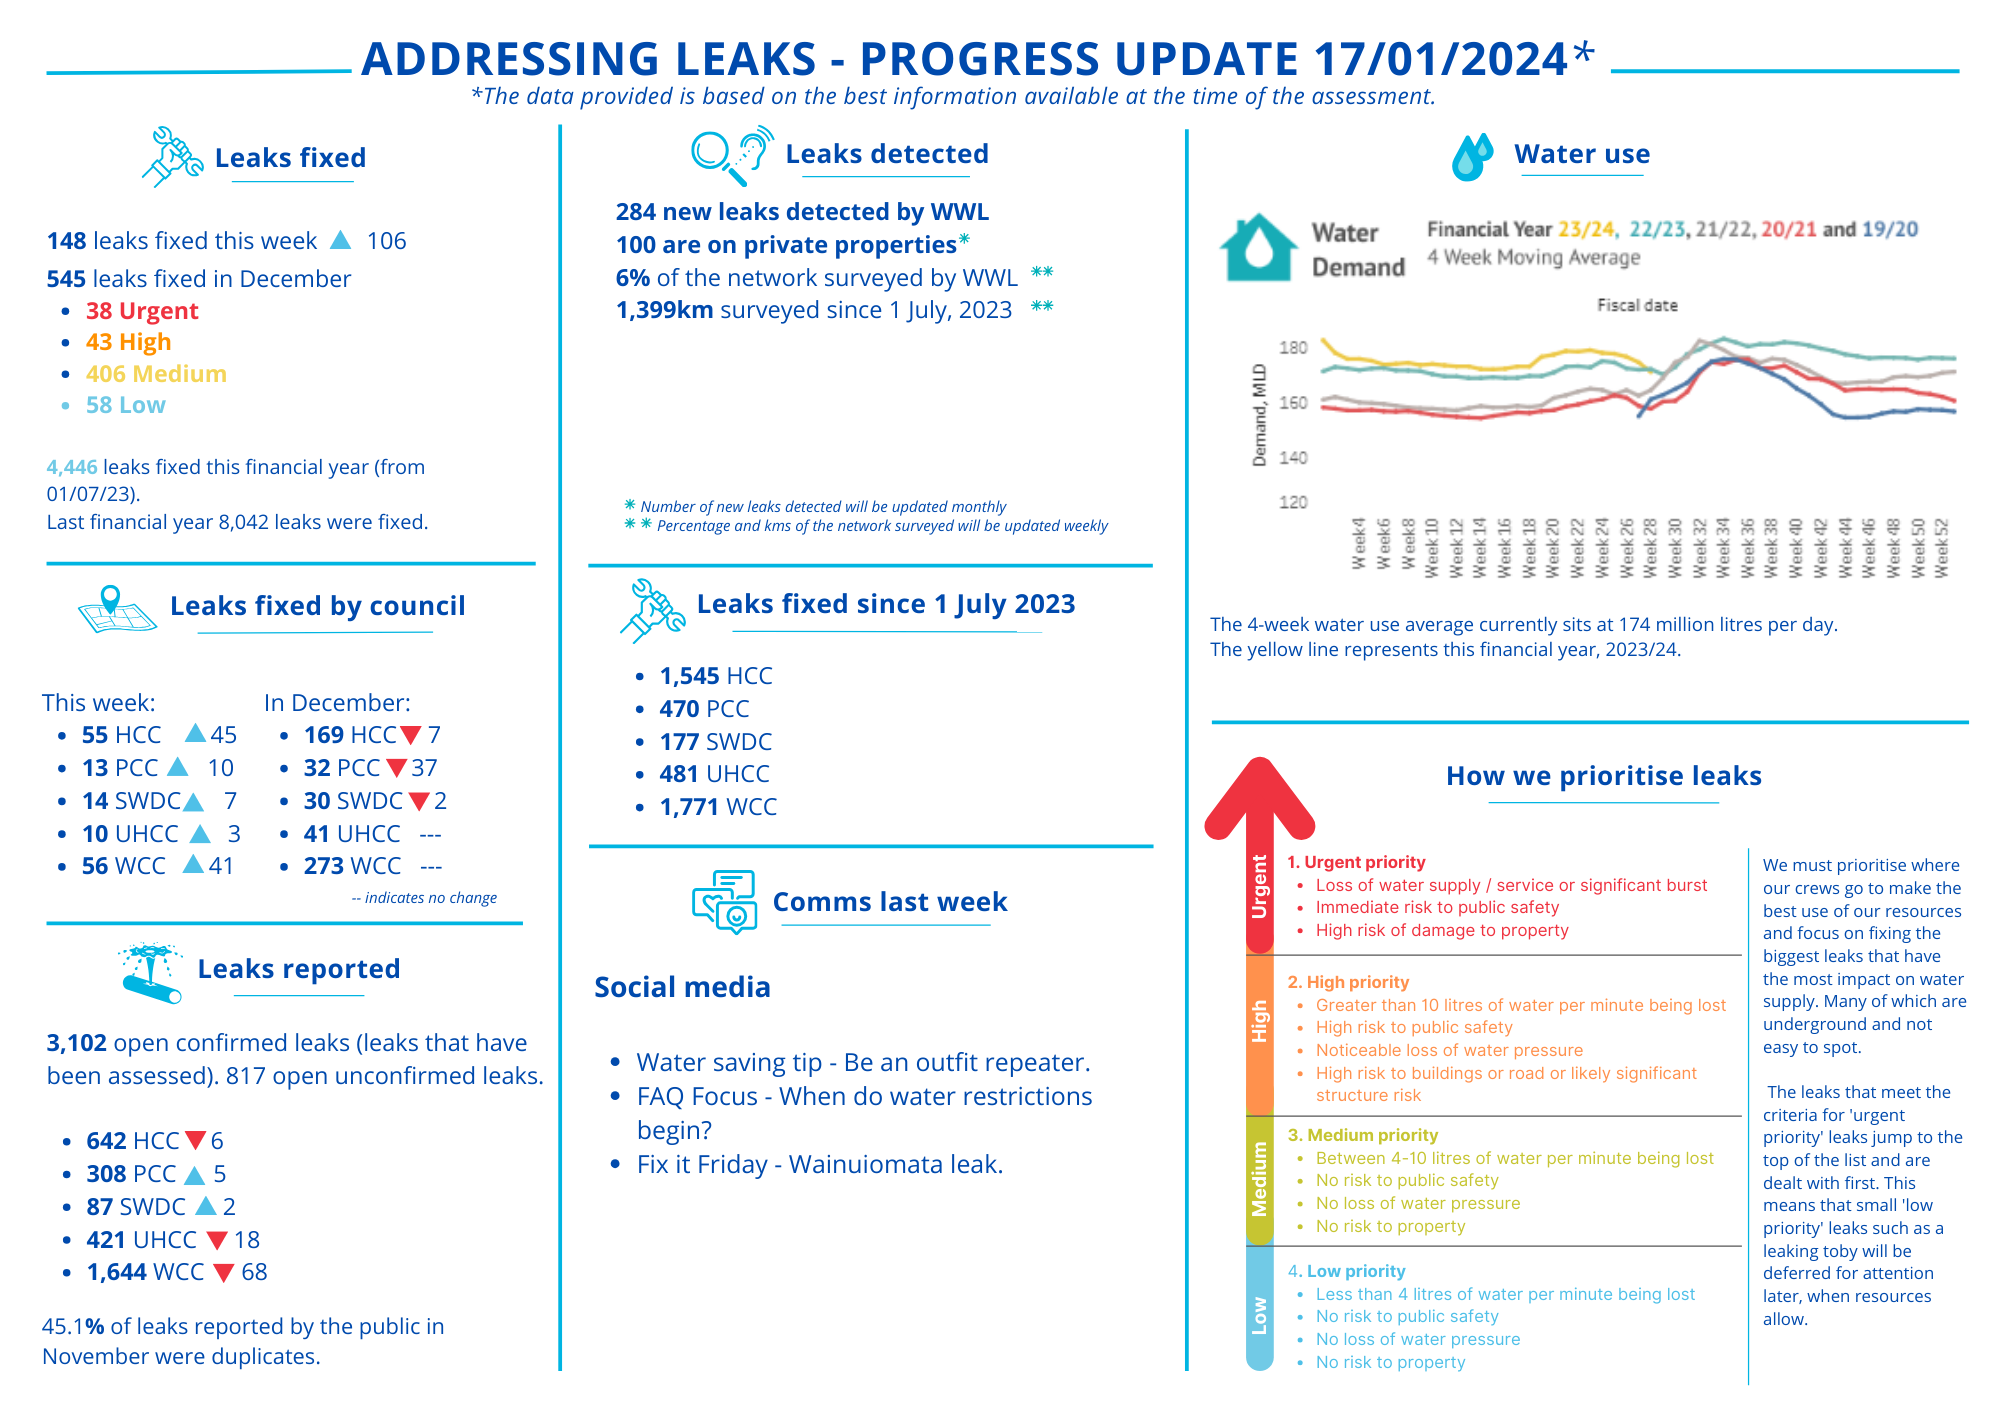 ADDRESSING LEAKS - PROGRESS UPDATE 17/01/2024*
*The data provided is based on the best information available at the time of the assessment.
Leaks fixed
148 leaks fixed this week ▲ 106
545 leaks fixed in December
• 38 Urgent
• 43 High
• 406 Medium
• 58 Low
4,446 leaks fixed this financial year (from
01/07/23).
Last financial year 8,042 leaks were fixed.
Leaks fixed by council
This week:
• 55 HCC ▲ 45
• 13 PCC ▲ 10
• 14 SWDC ▲ 7
• 10 UHCC ▲ 3
• 56 WCC ▲ 41
In December:
• 169 HCC ▼ 7
• 32 PCC ▼ 37
• 30 SWDC ▼ 2
• 41 UHCC ---
• 273 WCC ---
-- indicates no change
Leaks reported
3,102 open confirmed leaks (leaks that have
been assessed). 817 open unconfirmed leaks.
• 642 HCC ▼ 6
• 308 PCC ▲ 5
• 87 SWDC ▲ 2
• 421 UHCC ▼ 18
• 1,644 WCC ▼ 68
45.1% of leaks reported by the public in
November were duplicates.
Leaks detected
284 new leaks detected by WWL
100 are on private properties*
6% of the network surveyed by WWL **
1,399km surveyed since 1 July, 2023 **
* Number of new leaks detected will be updated monthly
* * Percentage and kms of the network surveyed will be updated weekly
Leaks fixed since 1 July 2023
• 1,545 HCC
• 470 PCC
• 177 SWDC
• 481 UHCC
• 1,771 WCC
Comms last week
Social media
• Water saving tip - Be an outfit repeater.
• FAQ Focus - When do water restrictions
begin?
• Fix it Friday - Wainuiomata leak.
Water use
Water
Demand
Financial Year 23/24, 22/23, 21/22, 20/21 and 19/20
4 Week Moving Average
Fiscal date
Demand, MLD
180
160
140
120
Week4
Week6
Week8
Week10
Week12
Week14
Week16
Week18
Week20
Week22
Week24
Week26
Week28
Week30
Week32
Week34
Week36
Week38
Week40
Week42
Week44
Week46
Week48
Week50
Week52
The 4-week water use average currently sits at 174 million litres per day.
The yellow line represents this financial year, 2023/24.
How we prioritise leaks
Urgent
1. Urgent priority
• Loss of water supply / service or significant burst
• Immediate risk to public safety
• High risk of damage to property
High
2. High priority
• Greater than 10 litres of water per minute being lost
• High risk to public safety
• Noticeable loss of water pressure
• High risk to buildings or road or likely significant
structure risk
Medium
3. Medium priority
• Between 4-10 litres of water per minute being lost
• No risk to public safety
• No loss of water pressure
• No risk to property
Low
4. Low priority
• Less than 4 litres of water per minute being lost
• No risk to public safety
• No loss of water pressure
• No risk to property
We must prioritise where
our crews go to make the
best use of our resources
and focus on fixing the
biggest leaks that have
the most impact on water
supply. Many of which are
underground and not
easy to spot.
The leaks that meet the
criteria for 'urgent
priority' leaks jump to the
top of the list and are
dealt with first. This
means that small 'low
priority' leaks such as a
leaking toby will be
deferred for attention
later, when resources
allow.